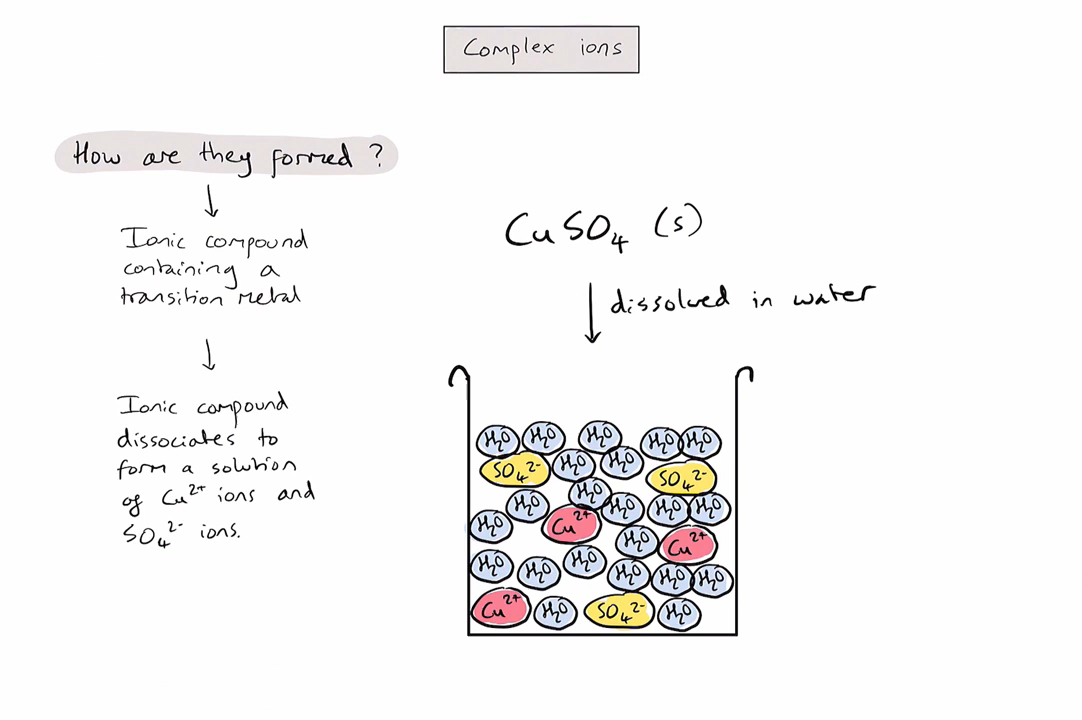 Complex ions
How are they formed?
↓
Ionic compound
containing a
transition metal
↓
Ionic compound
dissociates to
form a solution
of Cu²⁺ ions and
SO₄²⁻ ions.
CuSO₄ (s)
↓ dissolved in water
H₂O H₂O H₂O H₂O H₂O
SO₄²⁻ H₂O H₂O SO₄²⁻
H₂O H₂O H₂O H₂O H₂O
H₂O Cu²⁺ H₂O Cu²⁺
H₂O H₂O H₂O H₂O H₂O H₂O
Cu²⁺ H₂O SO₄²⁻ H₂O